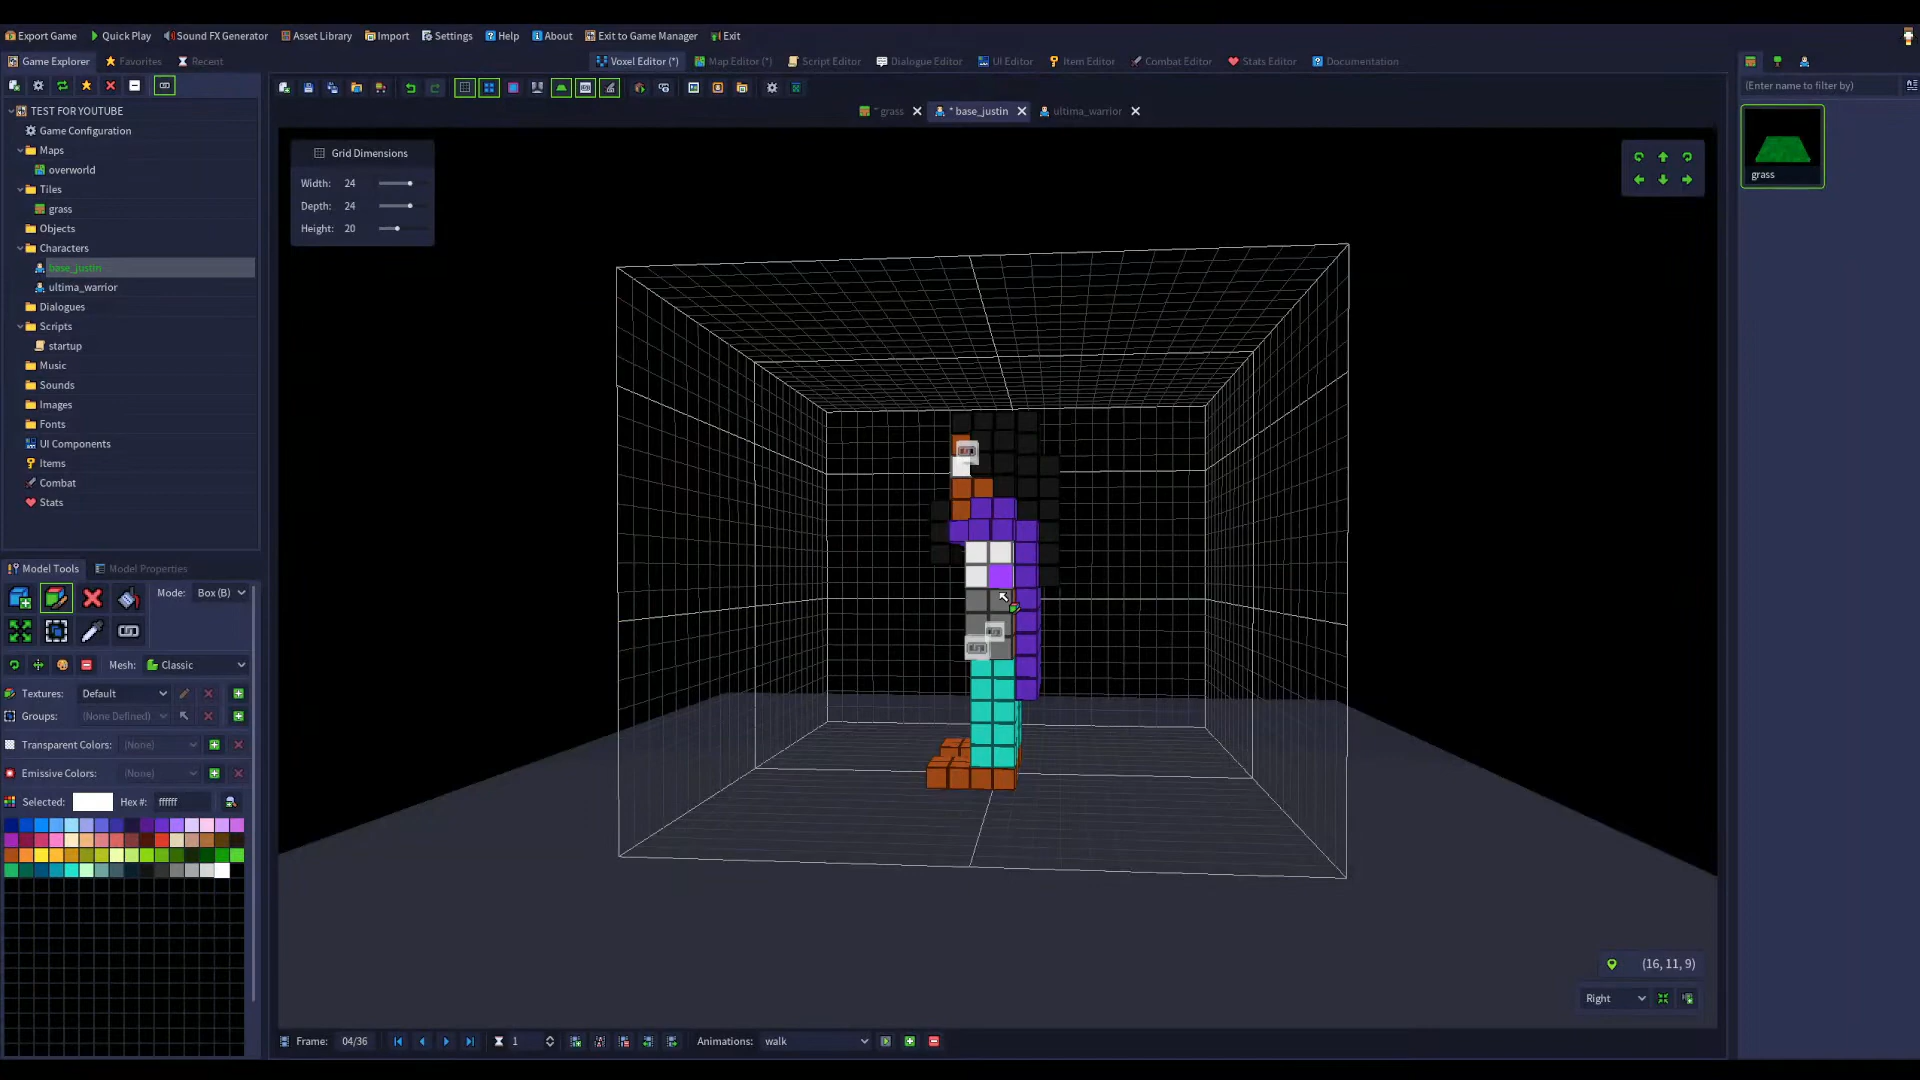 Export Game Quick Play Sound FX Generator Asset Library Import Settings Help About Exit to Game Manager Exit
Game Explorer Favorites Recent
Voxel Editor (*) Map Editor (*) Script Editor Dialogue Editor UI Editor Item Editor Combat Editor Stats Editor Documentation
(Enter name to filter by)
* grass * base_justin ultima_warrior
TEST FOR YOUTUBE
Game Configuration
Maps
overworld
Tiles
grass
Objects
Characters
base_justin
ultima_warrior
Dialogues
Scripts
startup
Music
Sounds
Images
Fonts
UI Components
Items
Combat
Stats
Grid Dimensions
Width: 24
Depth: 24
Height: 20
grass
Model Tools Model Properties
Mode: Box (B)
Mesh: Classic
Textures: Default
Groups: (None Defined)
Transparent Colors: (None)
Emissive Colors: (None)
Selected: Hex #: ffffff
(16, 11, 9)
Right
Frame: 04/36 1 Animations: walk